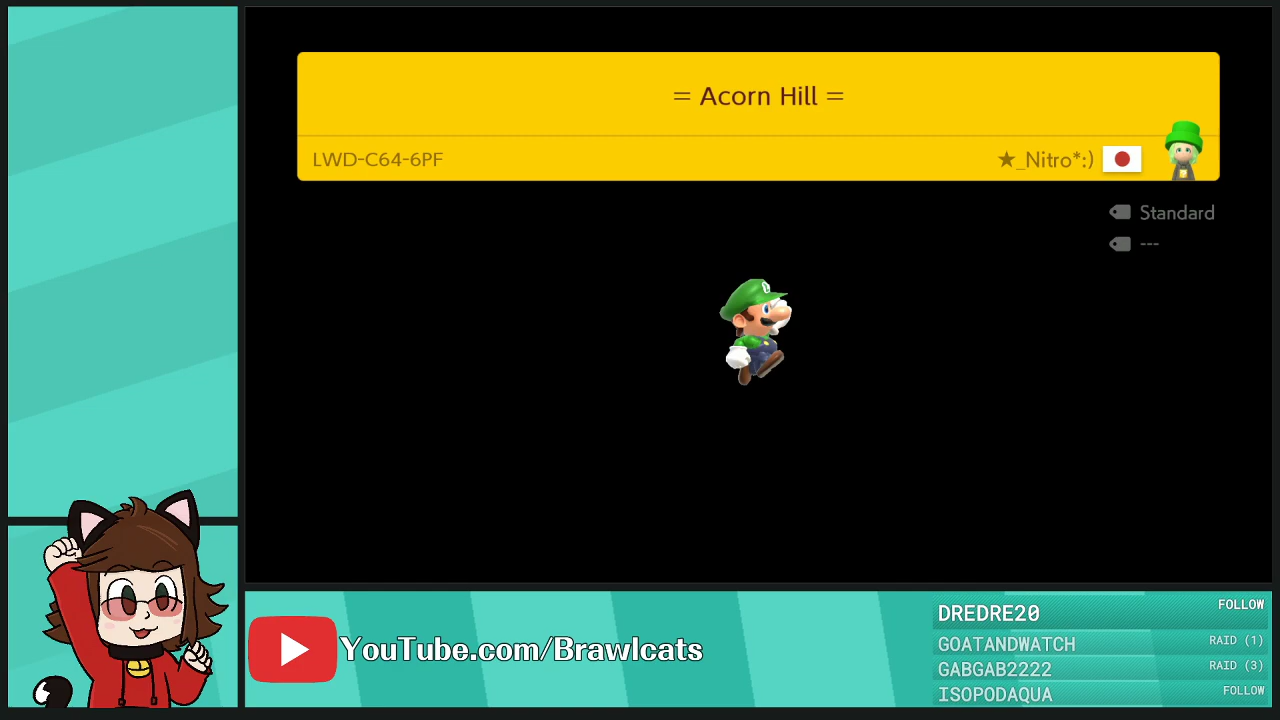 = Acorn Hill =
LWD-C64-6PF
★_Nitro*:)
Standard
---
YouTube.com/Brawlcats
DREDRE20 FOLLOW
GOATANDWATCH RAID (1)
GABGAB2222 RAID (3)
ISOPODAQUA FOLLOW